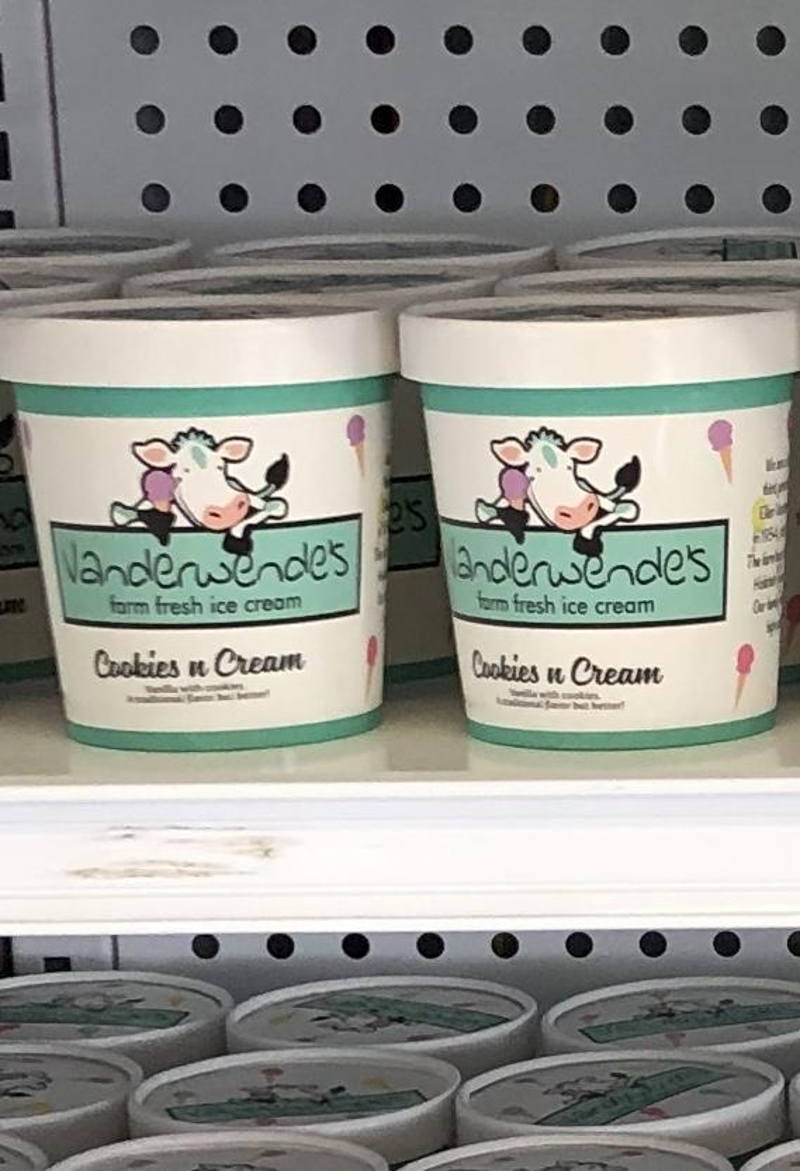 Vanderwende's
farm fresh ice cream
Cookies n Cream
Vanilla with cookies.
A traditional flavor but better!
Vanderwende's
farm fresh ice cream
Cookies n Cream
Vanilla with cookies.
A traditional flavor but better!